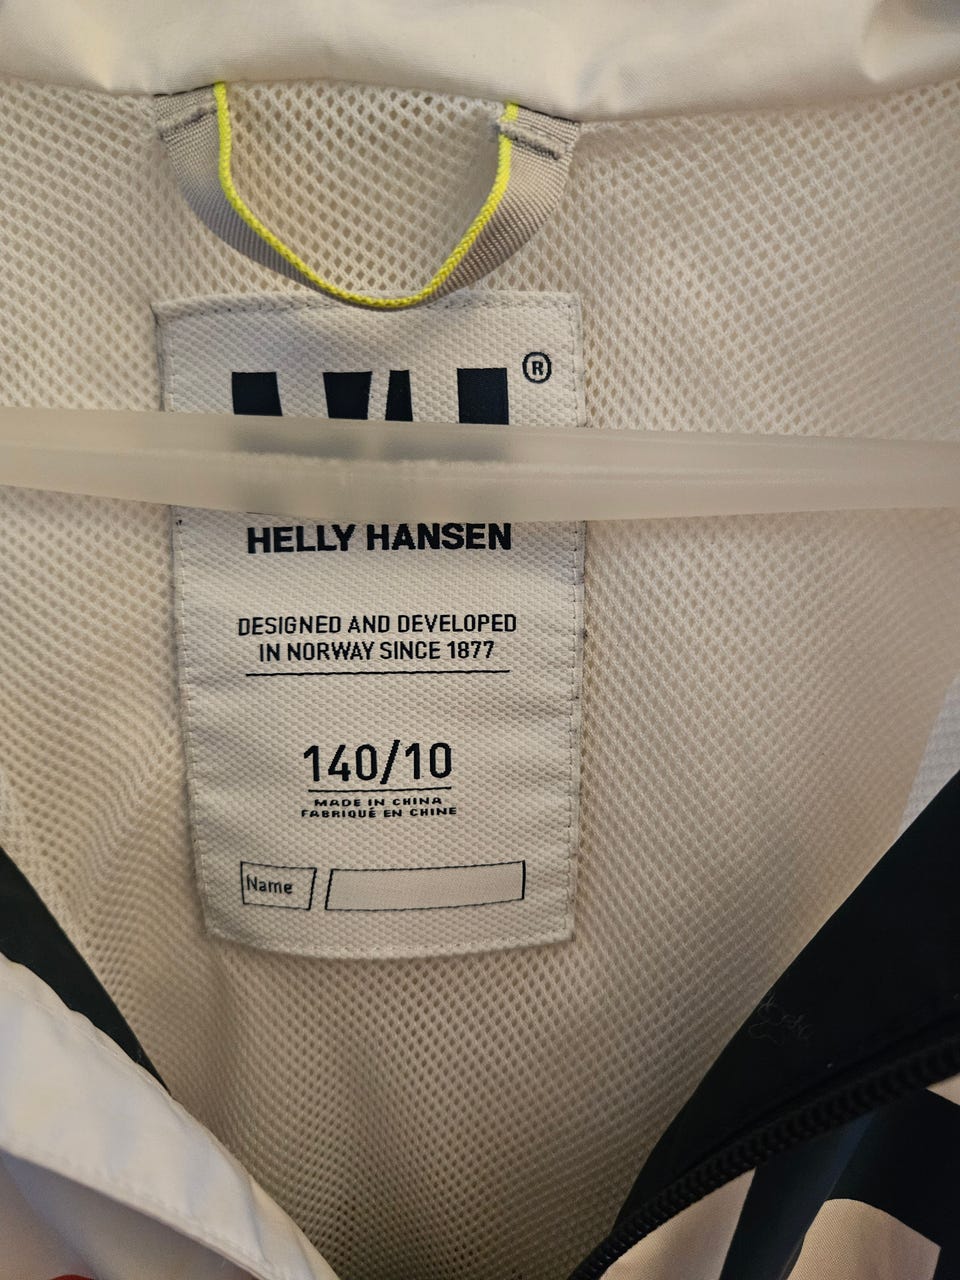 ®
HELLY HANSEN
DESIGNED AND DEVELOPED
IN NORWAY SINCE 1877
140/10
MADE IN CHINA
FABRIQUÉ EN CHINE
Name